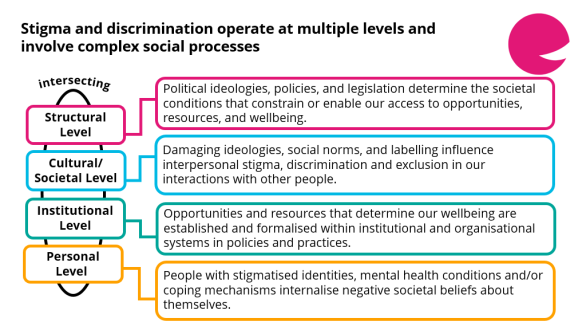 Stigma and discrimination operate at multiple levels and
involve complex social processes
intersecting
Structural
Level
Political ideologies, policies, and legislation determine the societal
conditions that constrain or enable our access to opportunities,
resources, and wellbeing.
Cultural/
Societal Level
Damaging ideologies, social norms, and labelling influence
interpersonal stigma, discrimination and exclusion in our
interactions with other people.
Institutional
Level
Opportunities and resources that determine our wellbeing are
established and formalised within institutional and organisational
systems in policies and practices.
Personal
Level
People with stigmatised identities, mental health conditions and/or
coping mechanisms internalise negative societal beliefs about
themselves.